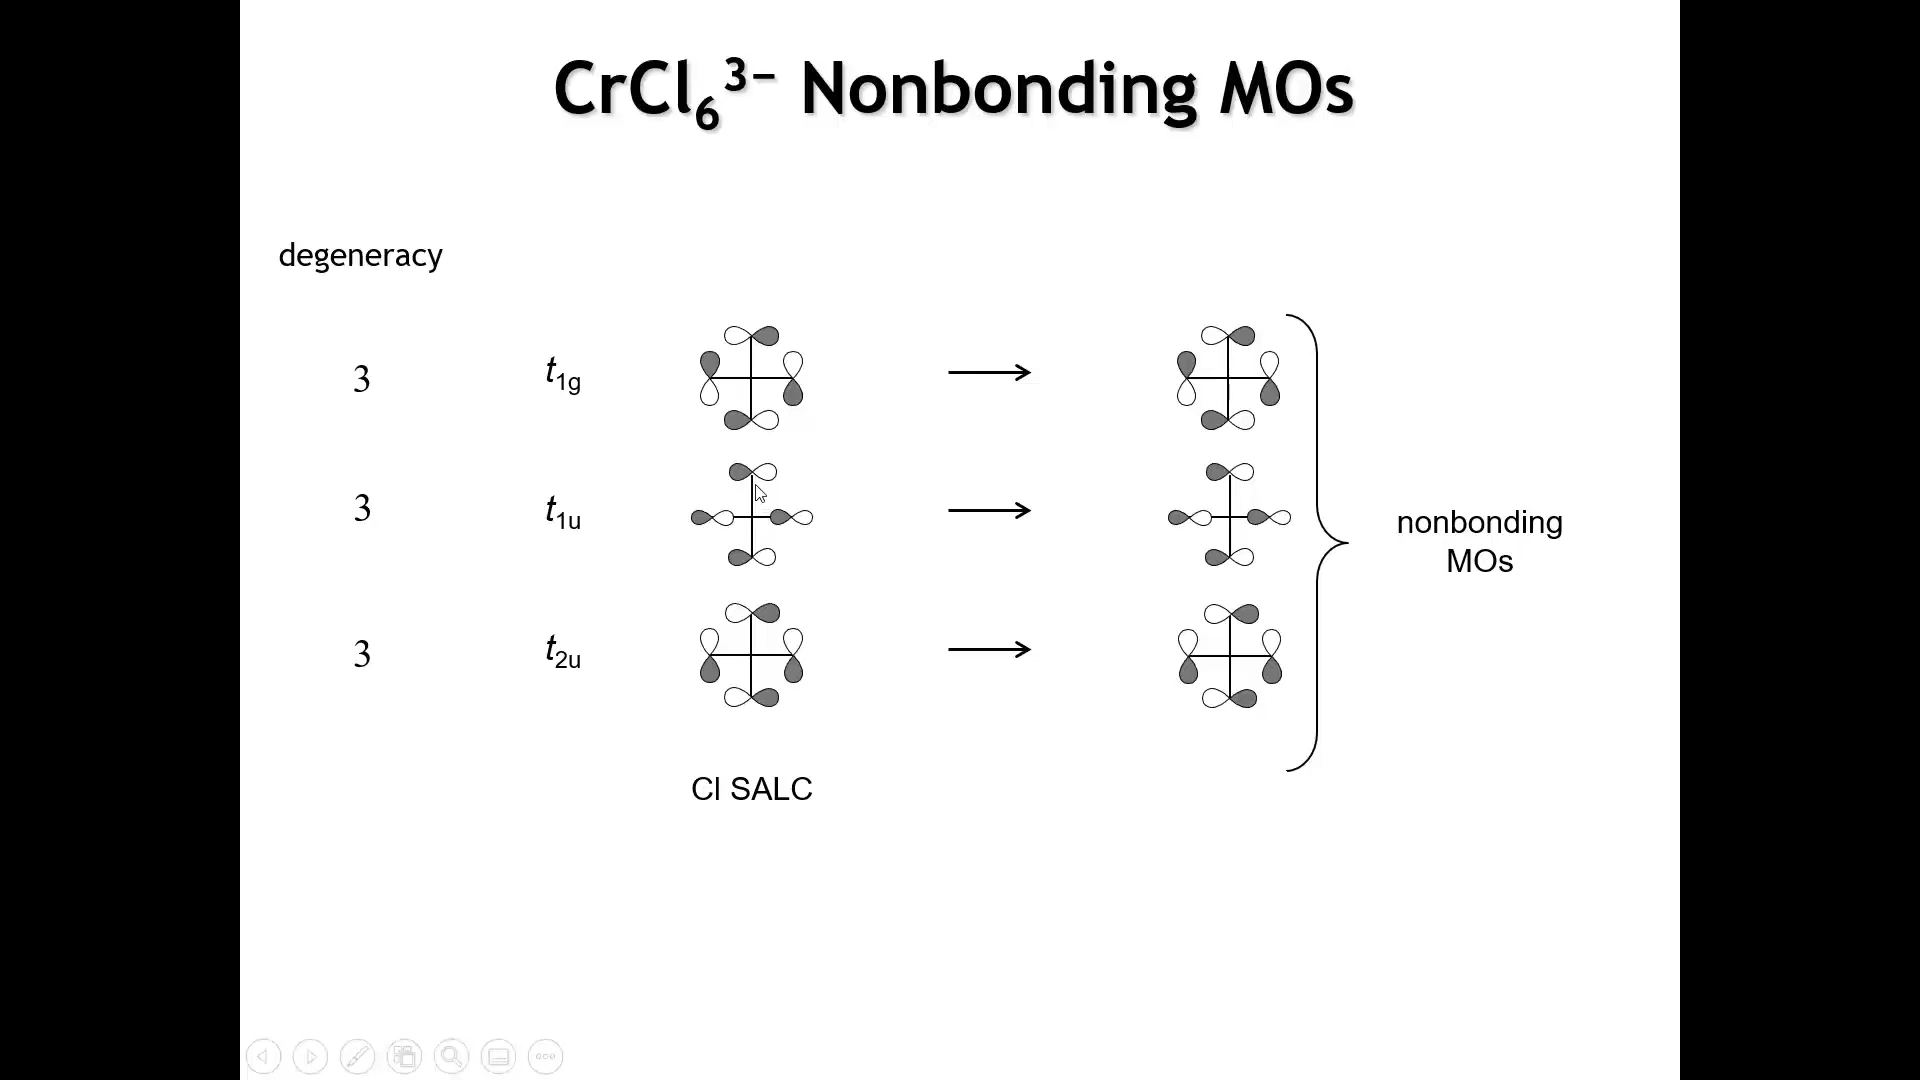 CrCl₆³⁻ Nonbonding MOs
degeneracy
3 t₁g
3 t₁u
nonbonding
MOs
3 t₂u
Cl SALC